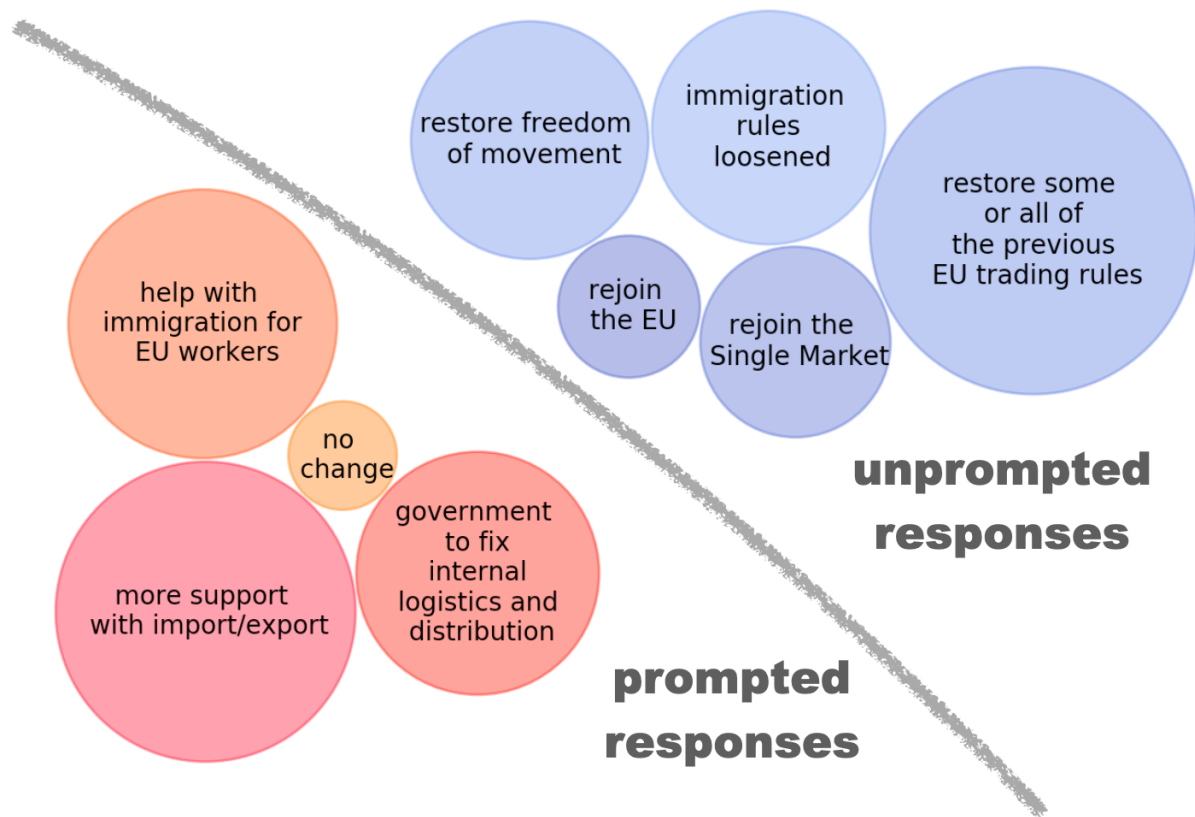 restore freedom
of movement
immigration
rules
loosened
restore some
or all of
the previous
EU trading rules
rejoin
the EU
rejoin the
Single Market
unprompted
responses
help with
immigration for
EU workers
no
change
government
to fix
internal
logistics and
distribution
more support
with import/export
prompted
responses